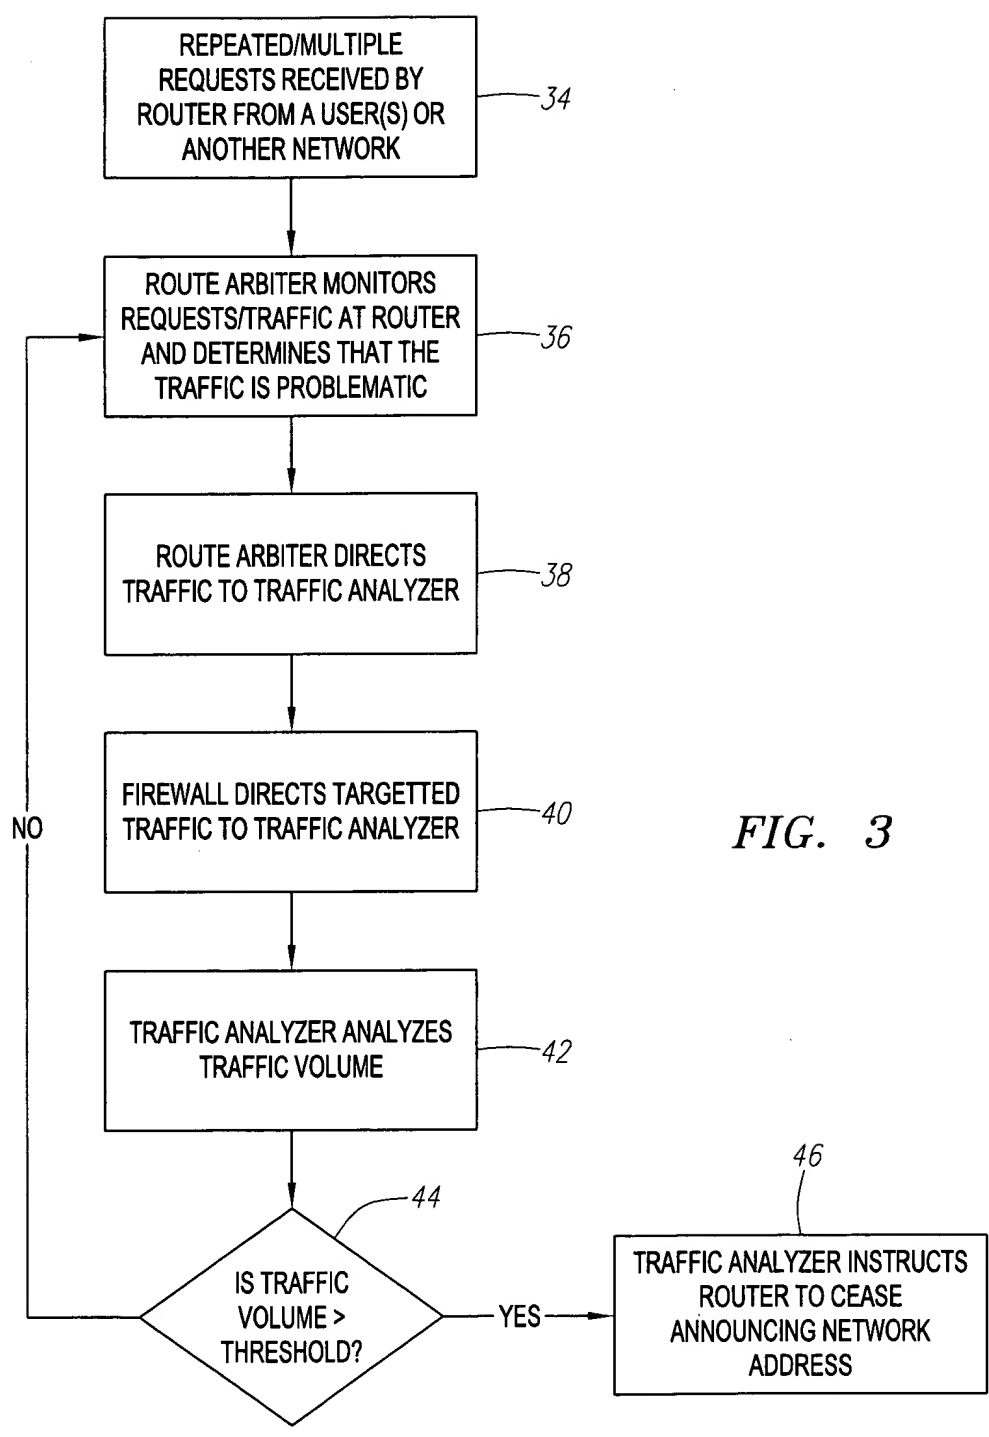 REPEATED/MULTIPLE
REQUESTS RECEIVED BY
ROUTER FROM A USER(S) OR
ANOTHER NETWORK
34
ROUTE ARBITER MONITORS
REQUESTS/TRAFFIC AT ROUTER
AND DETERMINES THAT THE
TRAFFIC IS PROBLEMATIC
36
ROUTE ARBITER DIRECTS
TRAFFIC TO TRAFFIC ANALYZER
38
FIREWALL DIRECTS TARGETTED
TRAFFIC TO TRAFFIC ANALYZER
40
NO
FIG. 3
TRAFFIC ANALYZER ANALYZES
TRAFFIC VOLUME
42
44
IS TRAFFIC
VOLUME >
THRESHOLD?
YES
46
TRAFFIC ANALYZER INSTRUCTS
ROUTER TO CEASE
ANNOUNCING NETWORK
ADDRESS